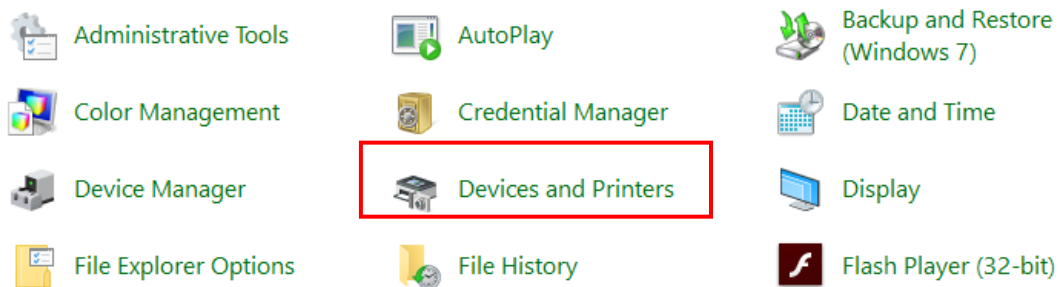 Administrative Tools
AutoPlay
Backup and Restore
(Windows 7)
Color Management
Credential Manager
Date and Time
Device Manager
Devices and Printers
Display
File Explorer Options
File History
Flash Player (32-bit)